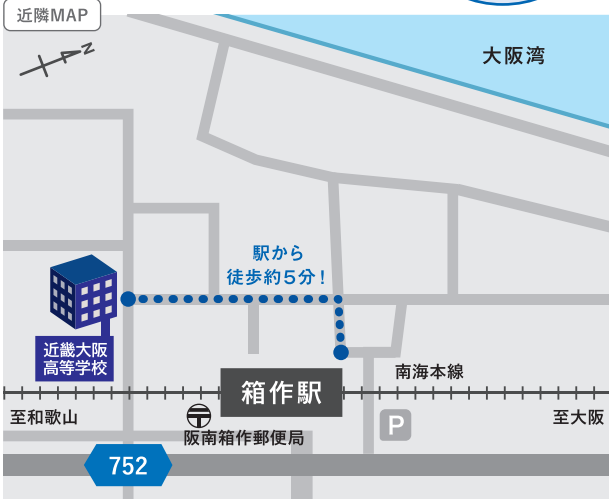 近隣MAP
N
大阪湾
駅から
徒歩約5分!
近畿大阪
高等学校
南海本線
箱作駅
至和歌山
至大阪
P
阪南箱作郵便局
752